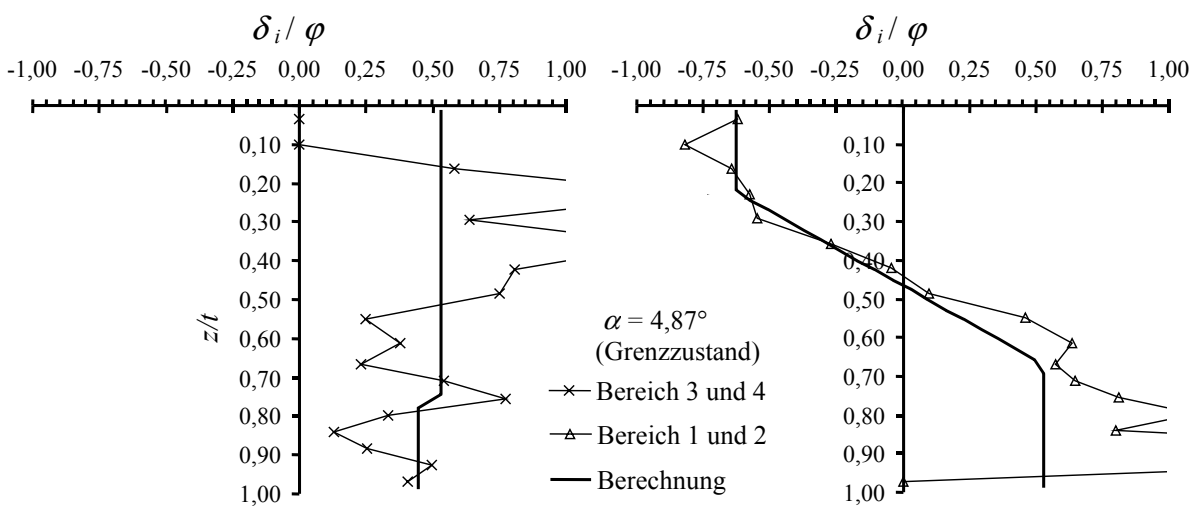 δ i / φ
-1,00 -0,75 -0,50 -0,25 0,00 0,25 0,50 0,75 1,00
0,10
0,20
0,30
0,40
0,50
0,60
0,70
0,80
0,90
1,00
z/t
α = 4,87°
(Grenzzustand)
Bereich 3 und 4
Bereich 1 und 2
Berechnung
δ i / φ
-1,00 -0,75 -0,50 -0,25 0,00 0,25 0,50 0,75 1,00
0,10
0,20
0,30
0,40
0,50
0,60
0,70
0,80
0,90
1,00